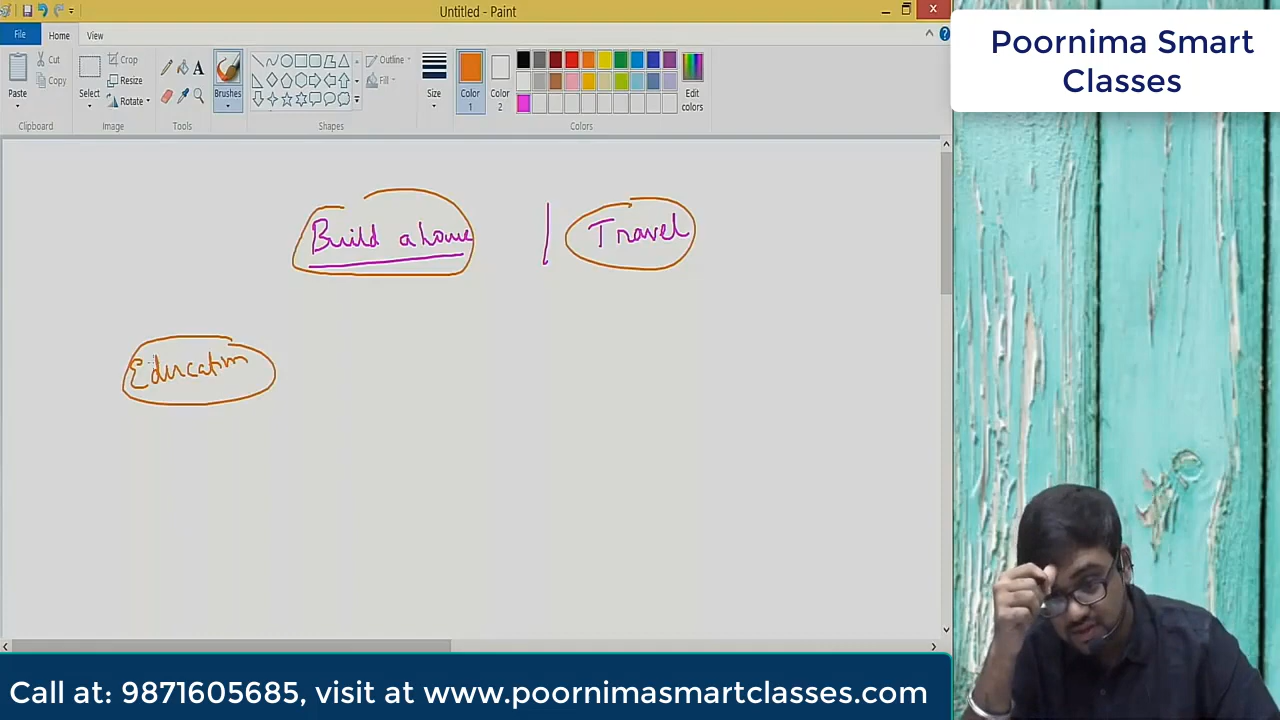 Untitled - Paint
File
Home
View
Poornima Smart
Classes
Paste
Cut
Copy
Select
Crop
Resize
Rotate
Brushes
Outline
Fill
Size
Color
1
Color
2
Edit
colors
Clipboard
Image
Tools
Shapes
Colors
Build a home
Travel
Education
Call at: 9871605685, visit at www.poornimasmartclasses.com